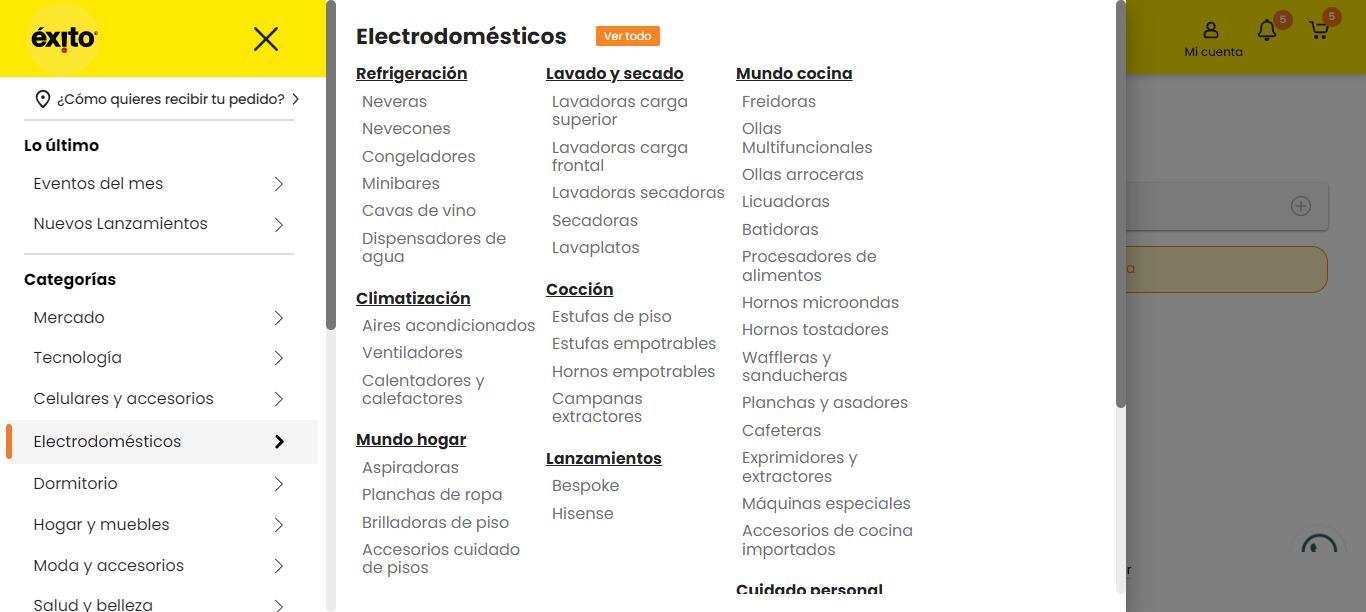 éxito
¿Cómo quieres recibir tu pedido?
Lo último
Eventos del mes
Nuevos Lanzamientos
Categorías
Mercado
Tecnología
Celulares y accesorios
Electrodomésticos
Dormitorio
Hogar y muebles
Moda y accesorios
Salud y belleza
Electrodomésticos
Ver todo
Refrigeración
Neveras
Nevecones
Congeladores
Minibares
Cavas de vino
Dispensadores de
agua
Climatización
Aires acondicionados
Ventiladores
Calentadores y
calefactores
Mundo hogar
Aspiradoras
Planchas de ropa
Brilladoras de piso
Accesorios cuidado
de pisos
Lavado y secado
Lavadoras carga
superior
Lavadoras carga
frontal
Lavadoras secadoras
Secadoras
Lavaplatos
Cocción
Estufas de piso
Estufas empotrables
Hornos empotrables
Campanas
extractores
Lanzamientos
Bespoke
Hisense
Mundo cocina
Freidoras
Ollas
Multifuncionales
Ollas arroceras
Licuadoras
Batidoras
Procesadores de
alimentos
Hornos microondas
Hornos tostadores
Waffleras y
sanducheras
Planchas y asadores
Cafeteras
Exprimidores y
extractores
Máquinas especiales
Accesorios de cocina
importados
Cuidado personal
Mi cuenta
5
5
a
r